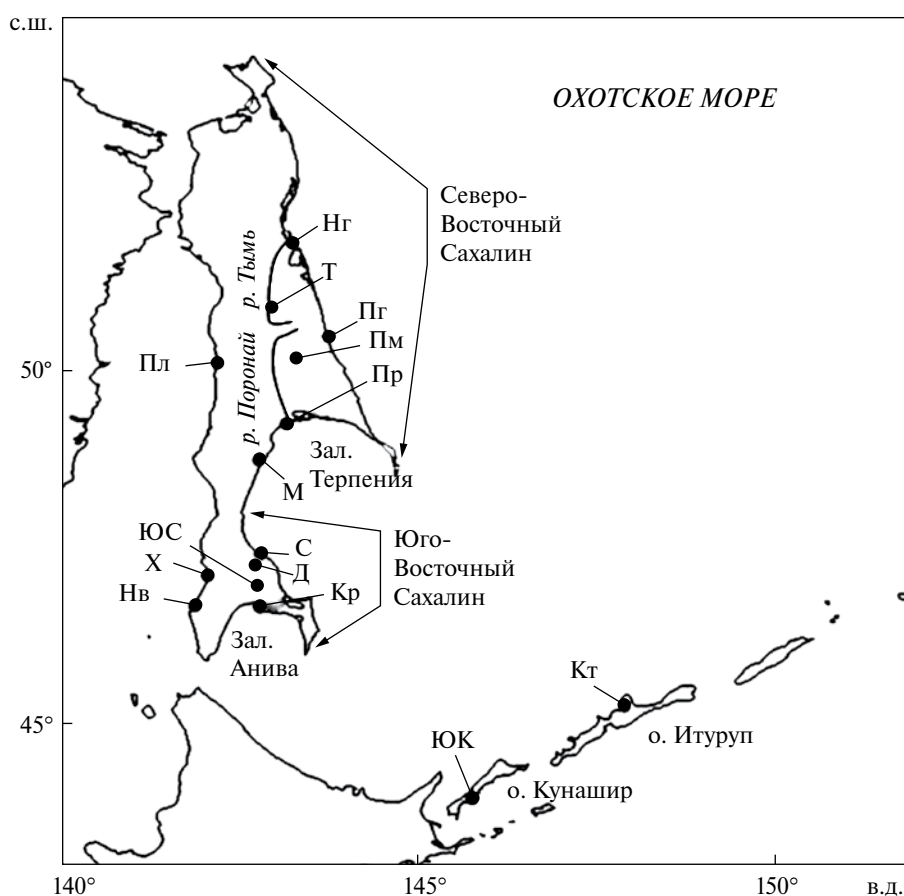 с.ш.
ОХОТСКОЕ МОРЕ
Северо-
Восточный
Сахалин
Нг
р. Тымь
Т
Пг
Пм
Пл
50°
Пр
р. Поронай
Зал.
Терпения
М
ЮС
С
Юго-
Восточный
Сахалин
Х
Д
Нв
Кр
Зал.
Анива
Кт
45°
о. Итуруп
ЮК
о. Кунашир
140°
145°
150°
в.д.